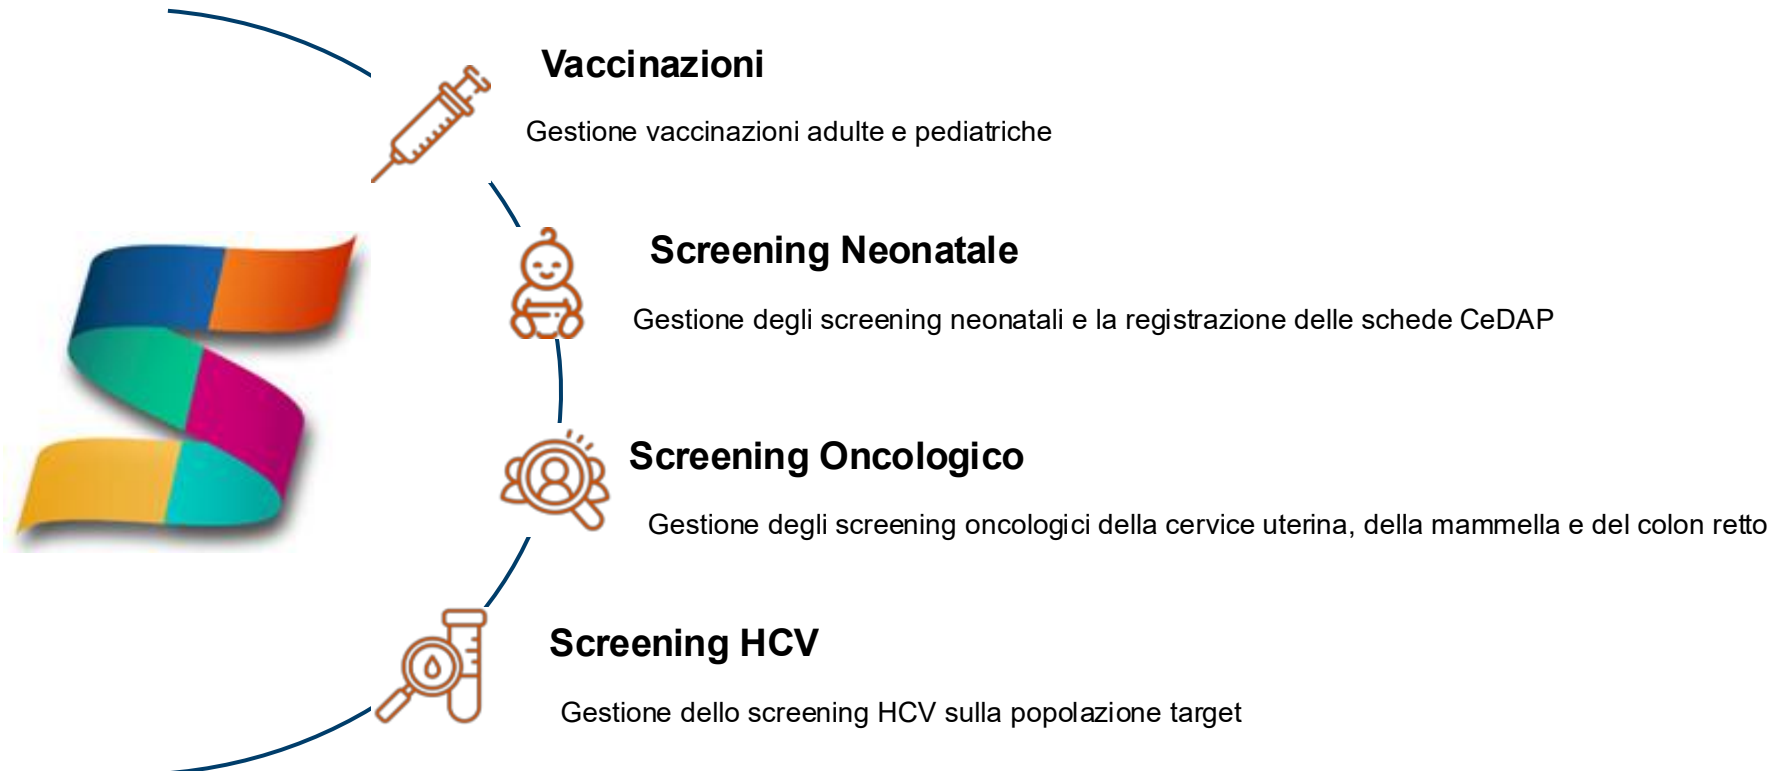 Vaccinazioni
Gestione vaccinazioni adulte e pediatriche
Screening Neonatale
Gestione degli screening neonatali e la registrazione delle schede CeDAP
Screening Oncologico
Gestione degli screening oncologici della cervice uterina, della mammella e del colon retto
Screening HCV
Gestione dello screening HCV sulla popolazione target